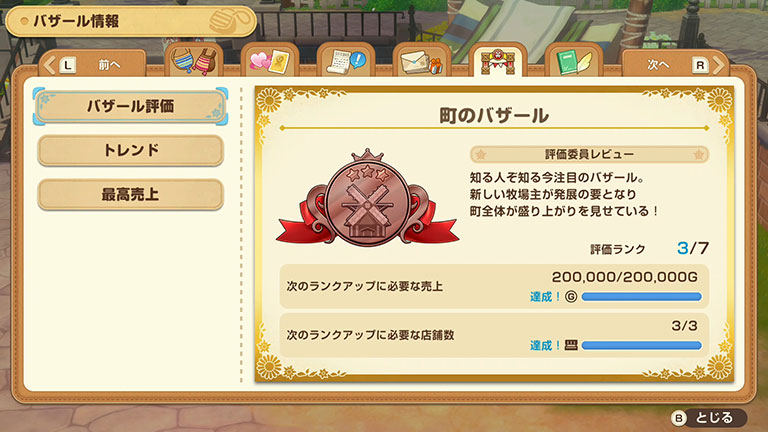 バザール情報
L 前へ
次へ R
バザール評価
トレンド
最高売上
町のバザール
評価委員レビュー
知る人ぞ知る今注目のバザール。
新しい牧場主が発展の要となり
町全体が盛り上がりを見せている！
評価ランク 3/7
次のランクアップに必要な売上 200,000/200,000G
達成！ G
次のランクアップに必要な店舗数 3/3
達成！
B とじる